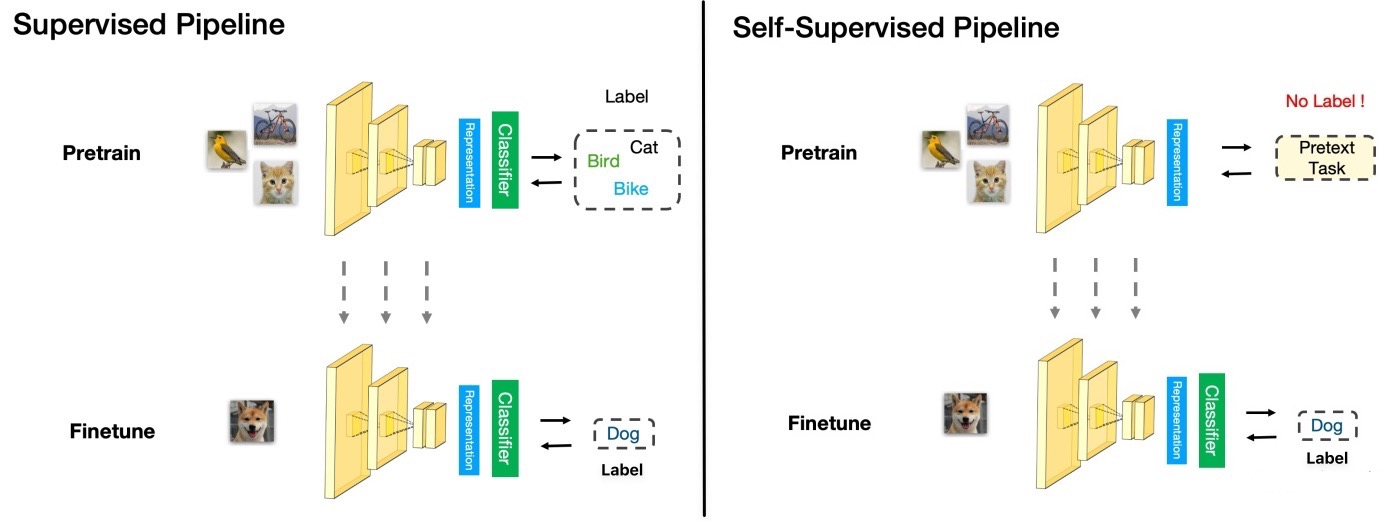 Supervised Pipeline
Pretrain
Representation
Classifier
Label
Cat
Bird
Bike
Finetune
Representation
Classifier
Dog
Label
Self-Supervised Pipeline
Pretrain
Representation
No Label !
Pretext
Task
Finetune
Representation
Classifier
Dog
Label